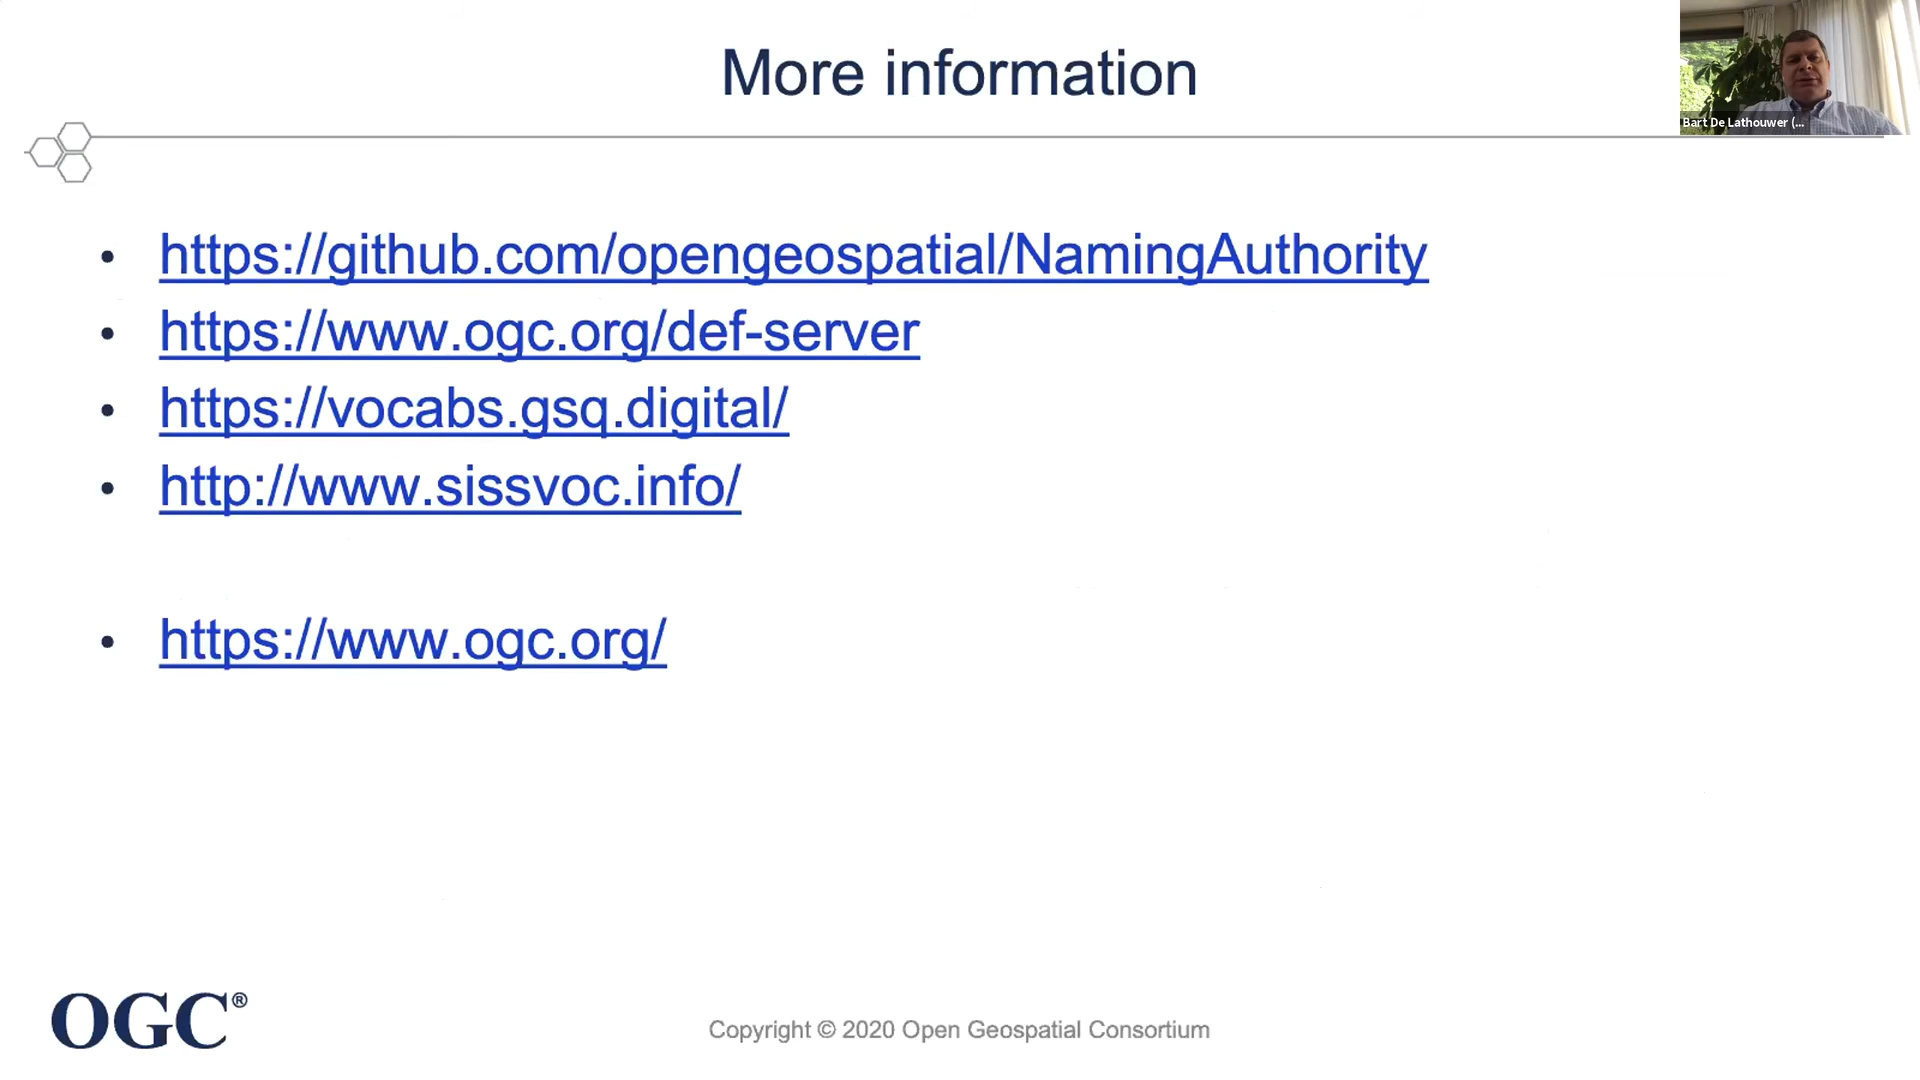 More information
Bart De Lathouwer (...
• https://github.com/opengeospatial/NamingAuthority
• https://www.ogc.org/def-server
• https://vocabs.gsq.digital/
• http://www.sissvoc.info/
• https://www.ogc.org/
OGC®
Copyright © 2020 Open Geospatial Consortium